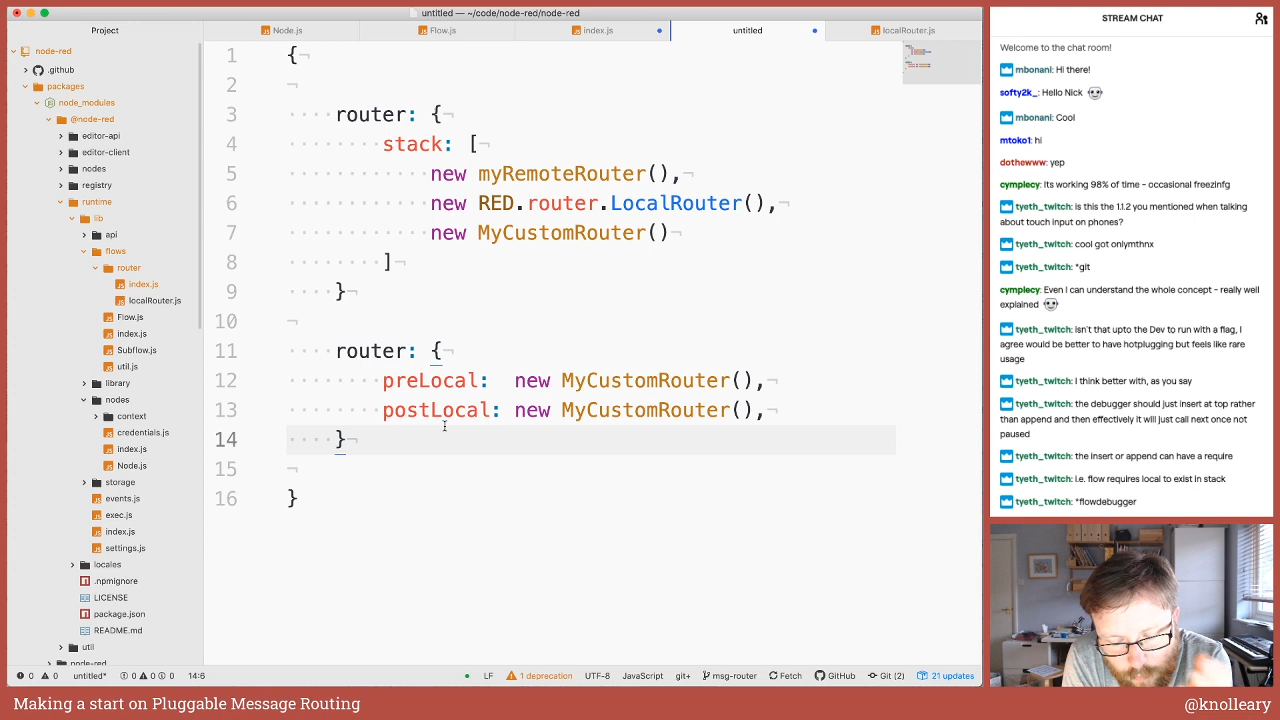 untitled — ~/code/node-red/node-red
Project
Node.js
Flow.js
index.js
untitled
localRouter.js
node-red
.github
packages
node_modules
@node-red
editor-api
editor-client
nodes
registry
runtime
lib
api
flows
router
index.js
localRouter.js
Flow.js
index.js
Subflow.js
util.js
library
nodes
context
credentials.js
index.js
Node.js
storage
events.js
exec.js
index.js
settings.js
locales
.npmignore
LICENSE
package.json
README.md
util
node-red
1 {¬
2 ¬
3 router: {¬
4 stack: [¬
5 new myRemoteRouter(),¬
6 new RED.router.LocalRouter(),¬
7 new MyCustomRouter()¬
8 ]¬
9 }¬
10 ¬
11 router: {¬
12 preLocal:  new MyCustomRouter(),¬
13 postLocal: new MyCustomRouter(),¬
14 }¬
15 ¬
16 }
0 0 untitled* 0 0 0 14:6
LF 1 deprecation UTF-8 JavaScript git+ msg-router Fetch GitHub Git (2) 21 updates
STREAM CHAT
Welcome to the chat room!
mbonani: Hi there!
softy2k_: Hello Nick
mbonani: Cool
mtoko1: hi
dothewww: yep
cymplecy: Its working 98% of time - occasional freezinfg
tyeth_twitch: is this the 1.1.2 you mentioned when talking
about touch input on phones?
tyeth_twitch: cool got onlymthnx
tyeth_twitch: *git
cymplecy: Even I can understand the whole concept - really well
explained
tyeth_twitch: isn't that upto the Dev to run with a flag, I
agree would be better to have hotplugging but feels like rare
usage
tyeth_twitch: I think better with, as you say
tyeth_twitch: the debugger should just insert at top rather
than append and then effectively it will just call next once not
paused
tyeth_twitch: the insert or append can have a require
tyeth_twitch: i.e. flow requires local to exist in stack
tyeth_twitch: *flowdebugger
Making a start on Pluggable Message Routing
@knolleary